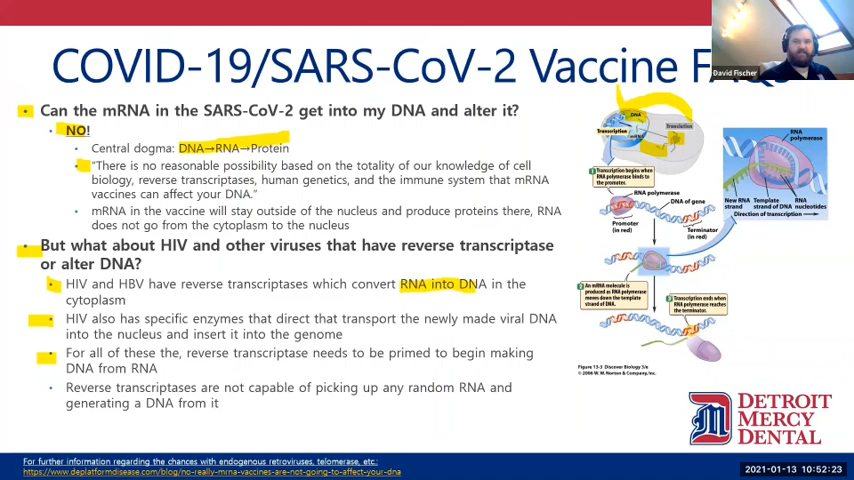 COVID-19/SARS-CoV-2 Vaccine FAQs
David Fischer
• Can the mRNA in the SARS-CoV-2 get into my DNA and alter it?
• NO!
• Central dogma: DNA→RNA→Protein
• "There is no reasonable possibility based on the totality of our knowledge of cell
biology, reverse transcriptases, human genetics, and the immune system that mRNA
vaccines can affect your DNA."
• mRNA in the vaccine will stay outside of the nucleus and produce proteins there, RNA
does not go from the cytoplasm to the nucleus
• But what about HIV and other viruses that have reverse transcriptase
or alter DNA?
• HIV and HBV have reverse transcriptases which convert RNA into DNA in the
cytoplasm
• HIV also has specific enzymes that direct that transport the newly made viral DNA
into the nucleus and insert it into the genome
• For all of these the, reverse transcriptase needs to be primed to begin making
DNA from RNA
• Reverse transcriptases are not capable of picking up any random RNA and
generating a DNA from it
DNA
Transcription
Translation
1 Transcription begins when
RNA polymerase binds
to the promoter.
RNA polymerase
DNA of gene
Promoter
(in red)
Terminator
(in red)
2 An mRNA molecule is
produced as RNA polymerase
moves down the template
strand of DNA.
3 Transcription ends when
RNA polymerase reaches
the terminator.
RNA
polymerase
New RNA
strand
Template
strand of DNA
RNA
nucleotides
Direction of transcription
Figure 13-3 Discover Biology 3/e
© 2006 W. W. Norton & Company, Inc.
DETROIT
MERCY
DENTAL
For further information regarding the chances with endogenous retroviruses, telomerase, etc.:
https://www.deplatformdisease.com/blog/no-really-mrna-vaccines-are-not-going-to-affect-your-dna
2021-01-13 10:52:23